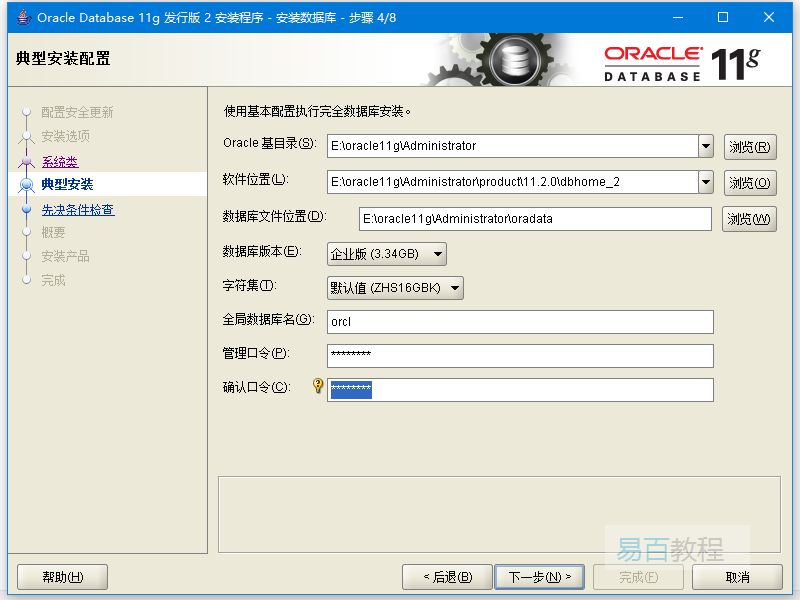 Oracle Database 11g 发行版 2 安装程序 - 安装数据库 - 步骤 4/8
典型安装配置
ORACLE 11g
DATABASE
配置安全更新
安装选项
系统类
典型安装
先决条件检查
概要
安装产品
完成
使用基本配置执行完全数据库安装。
Oracle 基目录(S): E:\oracle11g\Administrator 浏览(R)
软件位置(L): E:\oracle11g\Administrator\product\11.2.0\dbhome_2 浏览(O)
数据库文件位置(D): E:\oracle11g\Administrator\oradata 浏览(W)
数据库版本(E): 企业版 (3.34GB)
字符集(T): 默认值 (ZHS16GBK)
全局数据库名(G): orcl
管理口令(P): ********
确认口令(C): ********
易百教程
帮助(H) < 后退(B) 下一步(N) > 完成(F) 取消